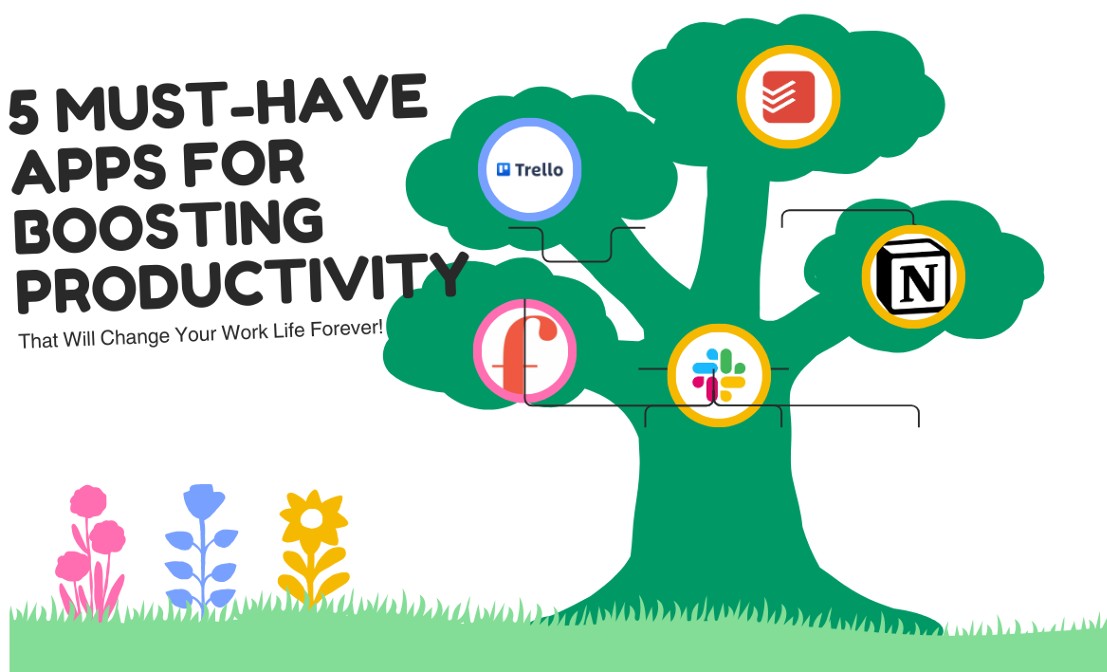 5 MUST-HAVE
APPS FOR
BOOSTING
PRODUCTIVITY
That Will Change Your Work Life Forever!
Trello
f
N